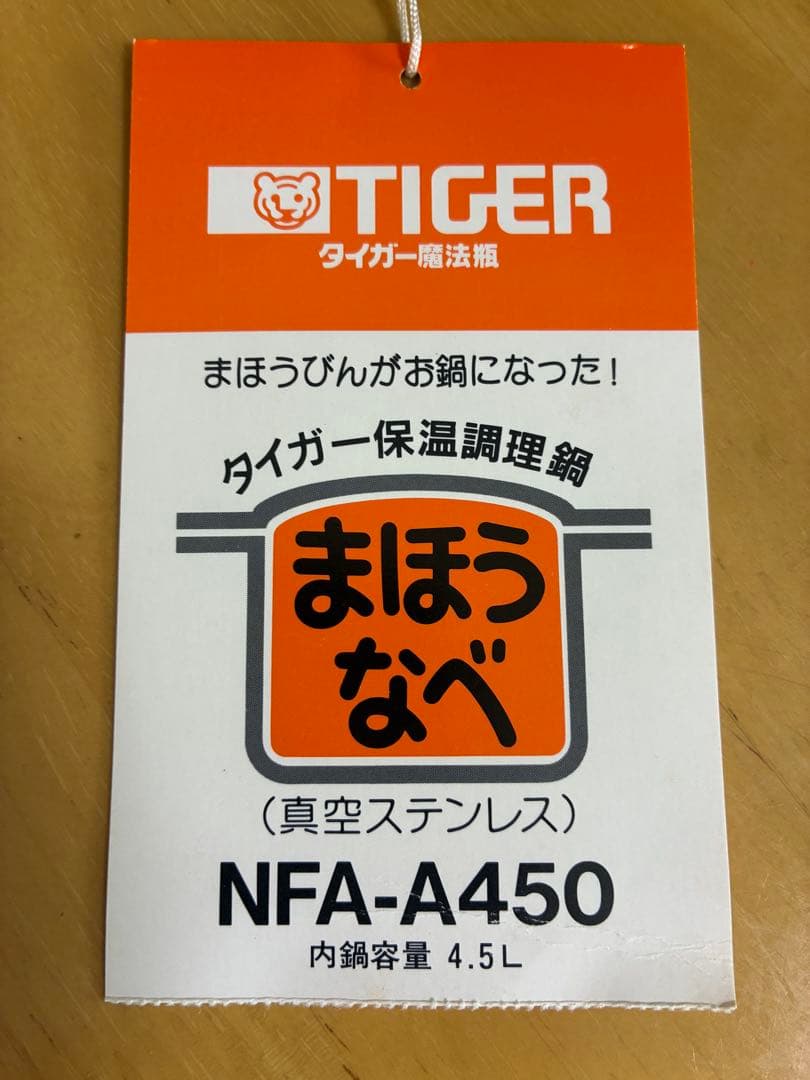 TIGER
タイガー魔法瓶
まほうびんがお鍋になった!
タイガー保温調理鍋
まほう
なべ
(真空ステンレス)
NFA-A450
内鍋容量 4.5L